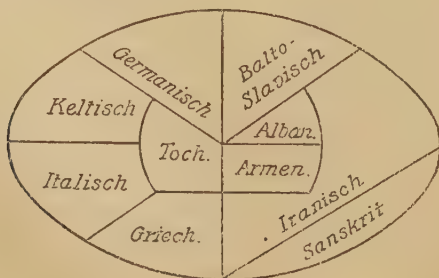 Germanisch
Balto-
Slavisch
Keltisch
Alban.
Toch.
Armen.
Italisch
Iranisch
Griech.
Sanskrit